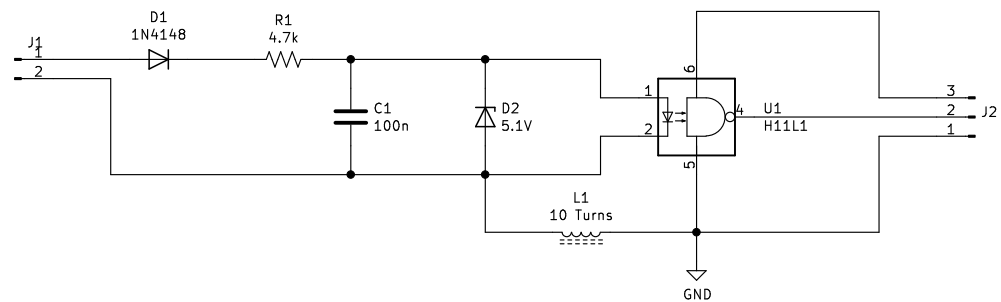 J1
1
2
D1
1N4148
R1
4.7k
C1
100n
D2
5.1V
1
2
6
4
5
U1
H11L1
3
2
1
J2
L1
10 Turns
GND